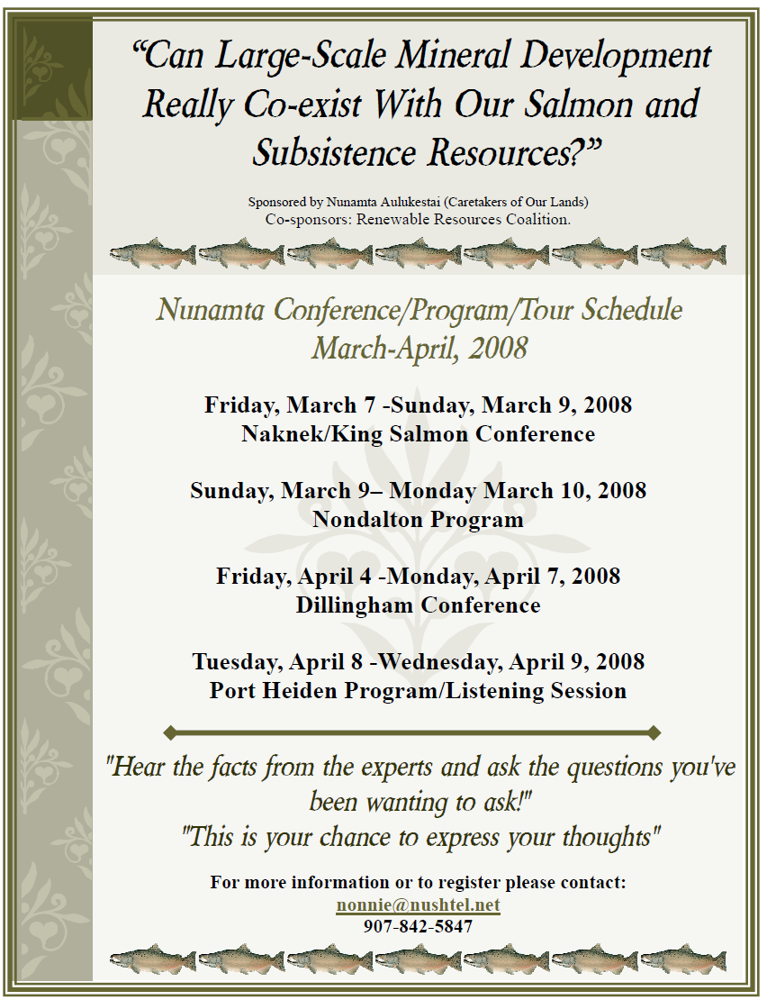 “Can Large-Scale Mineral Development
Really Co-exist With Our Salmon and
Subsistence Resources?”
Sponsored by Nunamta Aulukestai (Caretakers of Our Lands)
Co-sponsors: Renewable Resources Coalition.
Nunamta Conference/Program/Tour Schedule
March-April, 2008
Friday, March 7 -Sunday, March 9, 2008
Naknek/King Salmon Conference
Sunday, March 9– Monday March 10, 2008
Nondalton Program
Friday, April 4 -Monday, April 7, 2008
Dillingham Conference
Tuesday, April 8 -Wednesday, April 9, 2008
Port Heiden Program/Listening Session
"Hear the facts from the experts and ask the questions you've
been wanting to ask!"
"This is your chance to express your thoughts"
For more information or to register please contact:
nonnie@nushtel.net
907-842-5847